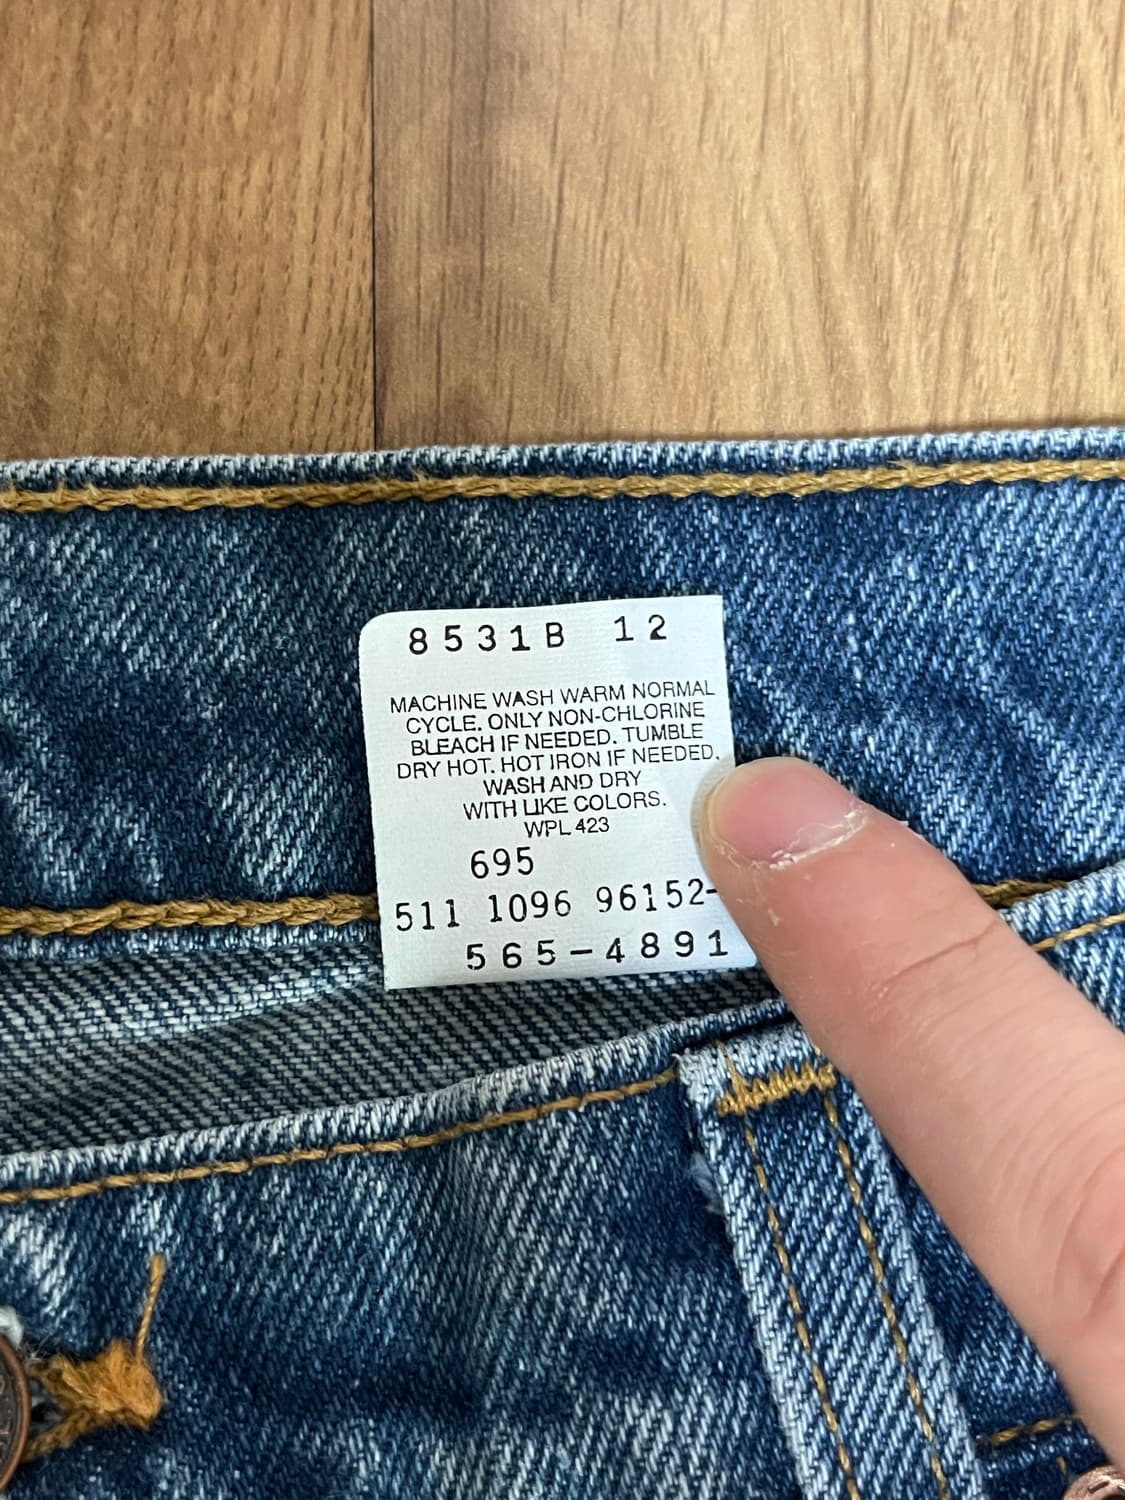 8531B 12
MACHINE WASH WARM NORMAL
CYCLE. ONLY NON-CHLORINE
BLEACH IF NEEDED. TUMBLE
DRY HOT. HOT IRON IF NEEDED.
WASH AND DRY
WITH LIKE COLORS.
WPL 423
695
511 1096 96152-
565-4891